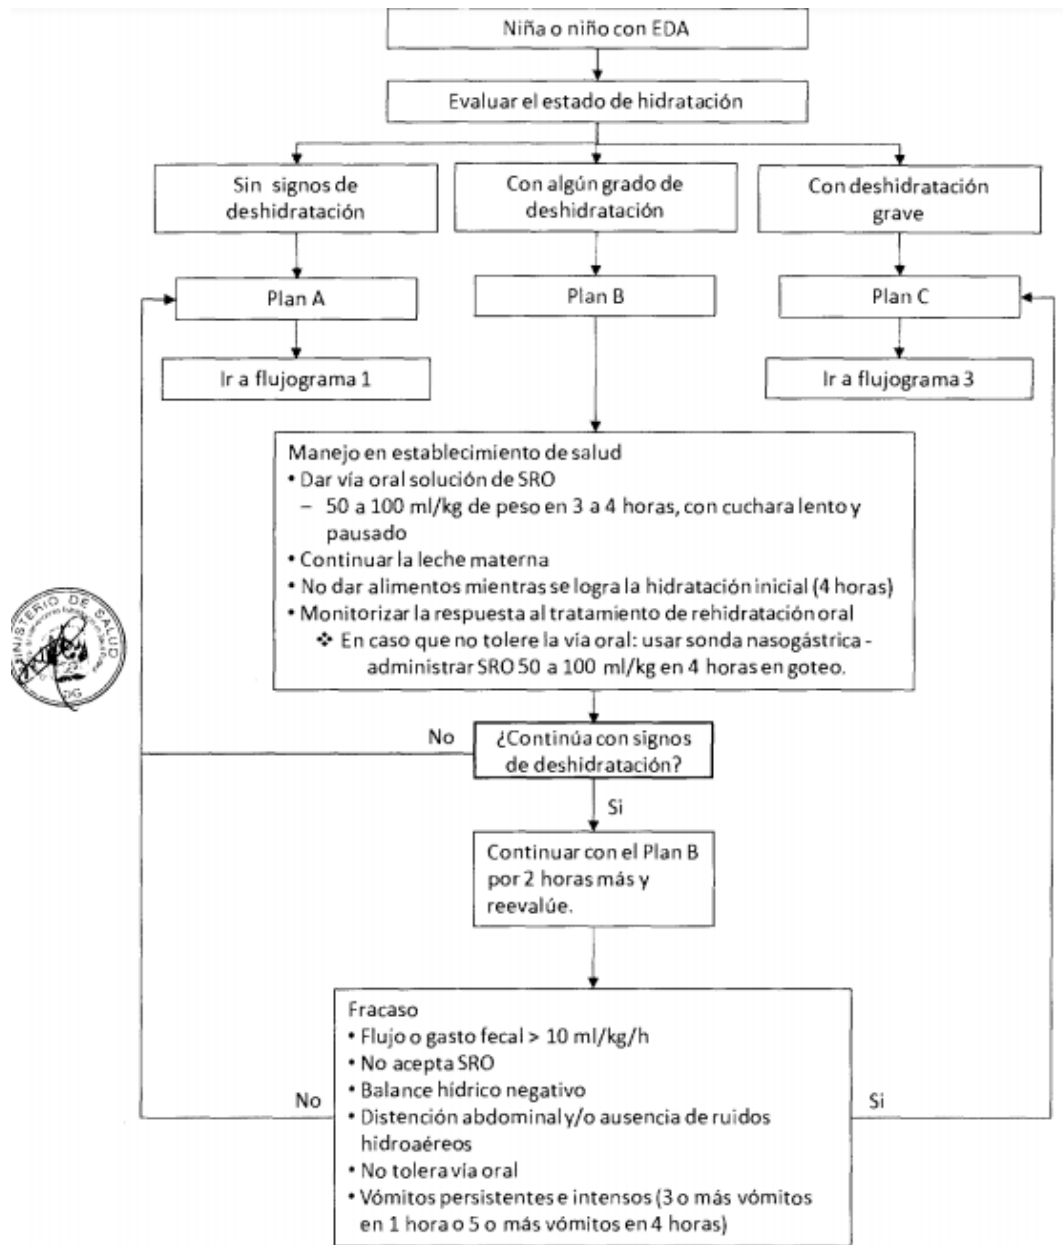 Niña o niño con EDA
Evaluar el estado de hidratación
Sin signos de
deshidratación
Con algún grado de
deshidratación
Con deshidratación
grave
Plan A
Plan B
Plan C
Ir a flujograma 1
Ir a flujograma 3
Manejo en establecimiento de salud
• Dar vía oral solución de SRO
– 50 a 100 ml/kg de peso en 3 a 4 horas, con cuchara lento y
pausado
• Continuar la leche materna
• No dar alimentos mientras se logra la hidratación inicial (4 horas)
• Monitorizar la respuesta al tratamiento de rehidratación oral
❖ En caso que no tolere la vía oral: usar sonda nasogástrica -
administrar SRO 50 a 100 ml/kg en 4 horas en goteo.
MINISTERIO DE SALUD
DG
No
¿Continúa con signos
de deshidratación?
Si
Continuar con el Plan B
por 2 horas más y
reevalúe.
Fracaso
• Flujo o gasto fecal > 10 ml/kg/h
• No acepta SRO
• Balance hídrico negativo
• Distención abdominal y/o ausencia de ruidos
hidroaéreos
• No tolera vía oral
• Vómitos persistentes e intensos (3 o más vómitos
en 1 hora o 5 o más vómitos en 4 horas)
No
Si